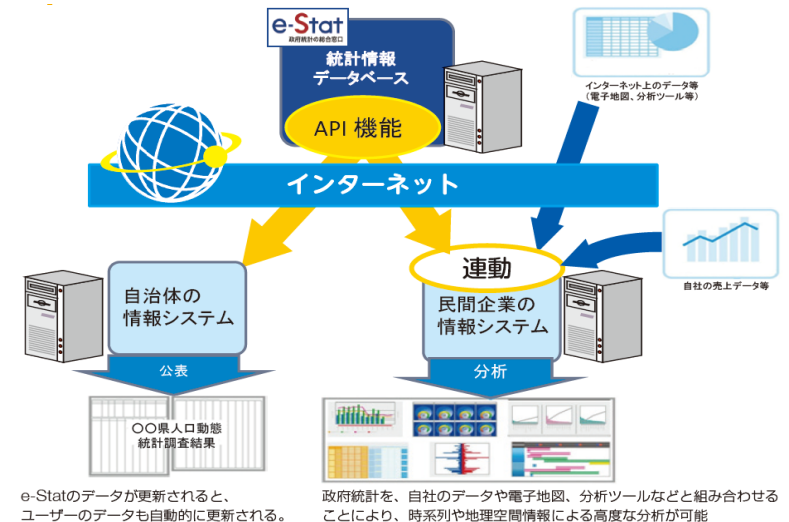 e-Stat
政府統計の総合窓口
統計情報
データベース
API 機能
インターネット上のデータ等
(電子地図、分析ツール等)
インターネット
自社の売上データ等
自治体の
情報システム
連動
民間企業の
情報システム
公表
分析
〇〇県人口動態
統計調査結果
e-Statのデータが更新されると、
ユーザーのデータも自動的に更新される。
政府統計を、自社のデータや電子地図、分析ツールなどと組み合わせる
ことにより、時系列や地理空間情報による高度な分析が可能